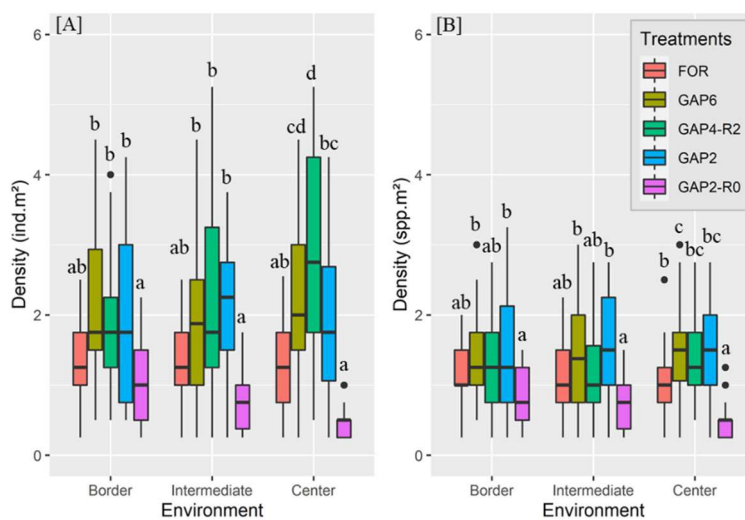 [A]
Density (ind.m²)
6
4
2
0
ab
b
b
b
a
ab
b
b
b
a
ab
cd
d
bc
a
Border
Intermediate
Center
Environment
[B]
Density (spp.m²)
6
4
2
0
ab
b
ab
b
a
ab
b
ab
b
a
b
c
bc
bc
a
Border
Intermediate
Center
Environment
Treatments
FOR
GAP6
GAP4-R2
GAP2
GAP2-R0